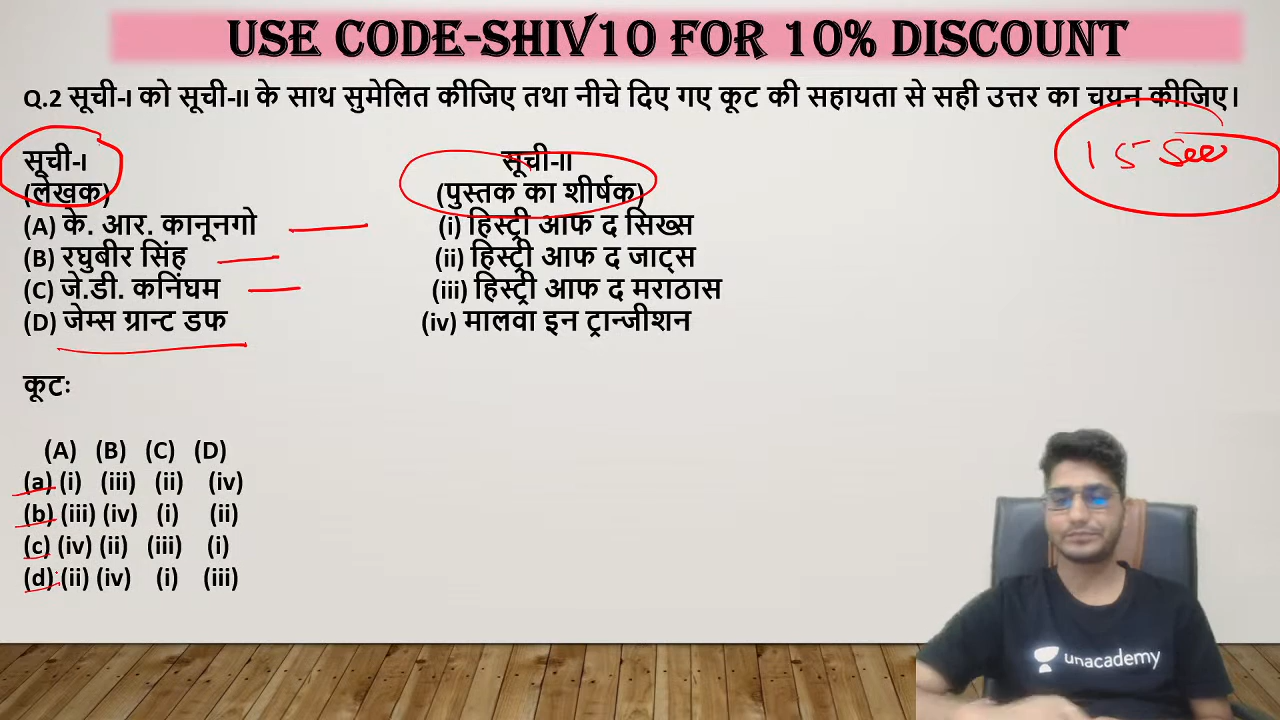 USE CODE-SHIV10 FOR 10% DISCOUNT
Q.2 सूची-I को सूची-II के साथ सुमेलित कीजिए तथा नीचे दिए गए कूट की सहायता से सही उत्तर का चयन कीजिए।
15 Sec
सूची-I सूची-II
(लेखक) (पुस्तक का शीर्षक)
(A) के. आर. कानूनगो (i) हिस्ट्री आफ द सिख्स
(B) रघुबीर सिंह (ii) हिस्ट्री आफ द जाट्स
(C) जे.डी. कनिंघम (iii) हिस्ट्री आफ द मराठास
(D) जेम्स ग्रान्ट डफ (iv) मालवा इन ट्रान्जीशन
कूटः
(A) (B) (C) (D)
(a) (i) (iii) (ii) (iv)
(b) (iii) (iv) (i) (ii)
(c) (iv) (ii) (iii) (i)
(d) (ii) (iv) (i) (iii)
unacademy